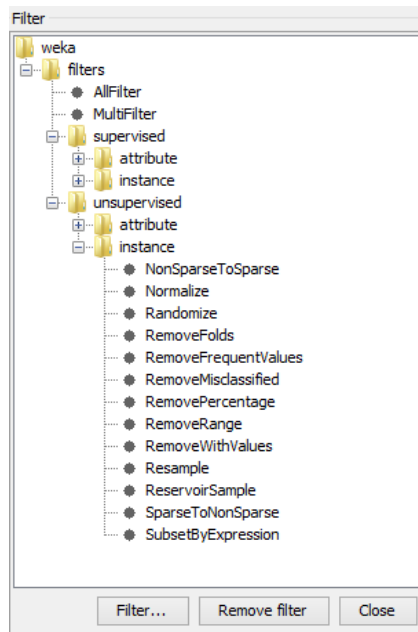 Filter
weka
filters
AllFilter
MultiFilter
supervised
attribute
instance
unsupervised
attribute
instance
NonSparseToSparse
Normalize
Randomize
RemoveFolds
RemoveFrequentValues
RemoveMisclassified
RemovePercentage
RemoveRange
RemoveWithValues
Resample
ReservoirSample
SparseToNonSparse
SubsetByExpression
Filter... Remove filter Close